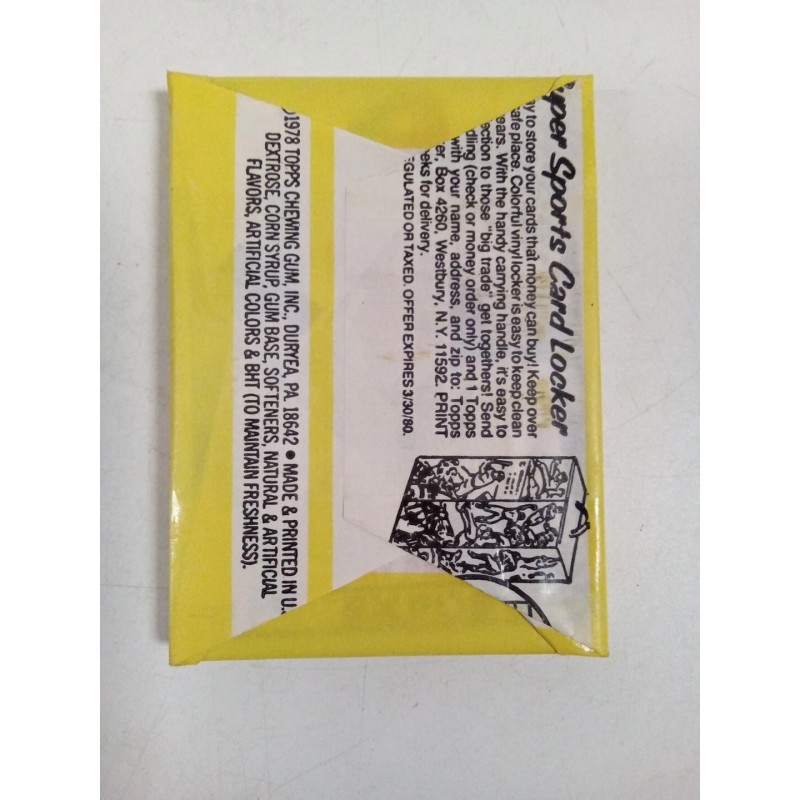 )1978 TOPPS CHEWING GUM, INC., DURYEA, PA. 18642 • MADE & PRINTED IN U.S
DEXTROSE, CORN SYRUP, GUM BASE, SOFTENERS, NATURAL & ARTIFICIAL
FLAVORS, ARTIFICIAL COLORS & BHT (TO MAINTAIN FRESHNESS).
uper Sports Card Locker
ay to store your cards that money can buy! Keep over
afe place. Colorful vinyl locker is easy to keep clean
ears. With the handy carrying handle, it's easy to
ection to those "big trade" get togethers! Send
dling (check or money order only) and 1 Topps
with your name, address, and zip to: Topps
er, Box 4260, Westbury, N.Y. 11592. PRINT
eeks for delivery.
EGULATED OR TAXED. OFFER EXPIRES 3/30/80.